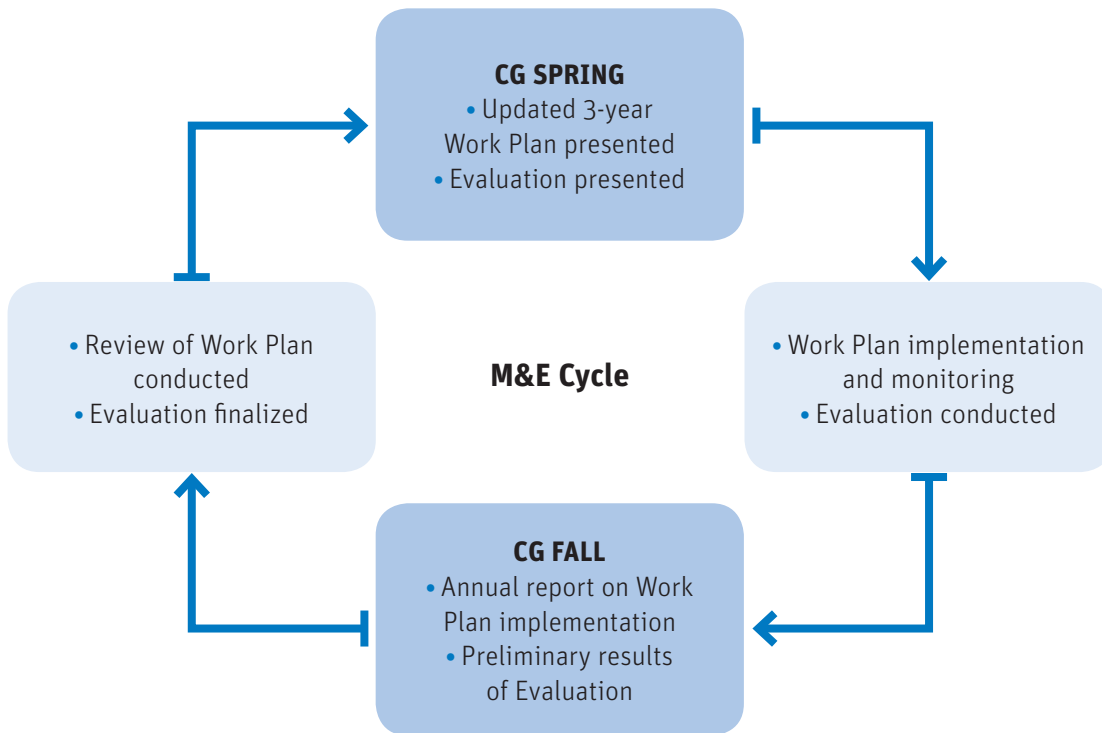 CG SPRING
• Updated 3-year
Work Plan presented
• Evaluation presented
• Review of Work Plan
conducted
• Evaluation finalized
M&E Cycle
• Work Plan implementation
and monitoring
• Evaluation conducted
CG FALL
• Annual report on Work
Plan implementation
• Preliminary results
of Evaluation